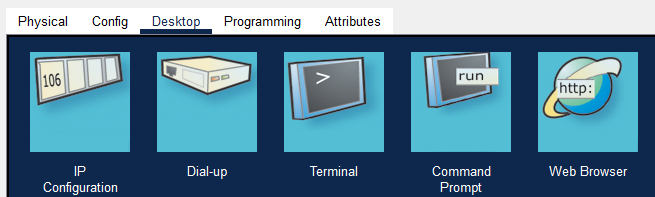 Physical Config Desktop Programming Attributes
106
>
run
http:
IP Configuration
Dial-up
Terminal
Command Prompt
Web Browser